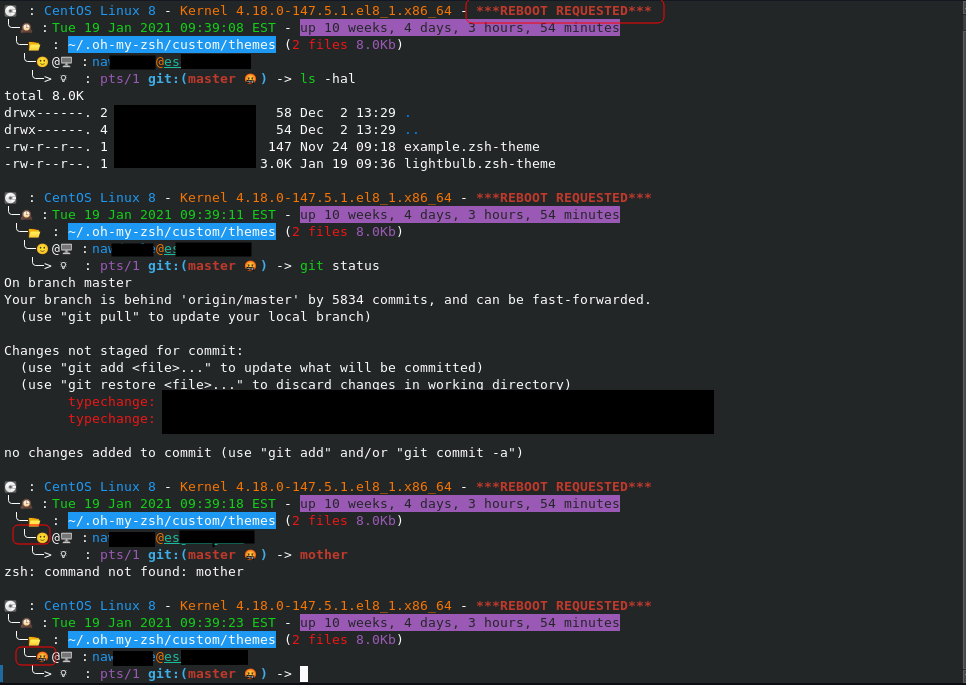 : CentOS Linux 8 - Kernel 4.18.0-147.5.1.el8_1.x86_64 - ***REBOOT REQUESTED***
:Tue 19 Jan 2021 09:39:08 EST - up 10 weeks, 4 days, 3 hours, 54 minutes
: ~/.oh-my-zsh/custom/themes (2 files 8.0Kb)
@ :na @es
> : pts/1 git:(master ) -> ls -hal
total 8.0K
drwx------. 2 58 Dec 2 13:29 .
drwx------. 4 54 Dec 2 13:29 ..
-rw-r--r--. 1 147 Nov 24 09:18 example.zsh-theme
-rw-r--r--. 1 3.0K Jan 19 09:36 lightbulb.zsh-theme
: CentOS Linux 8 - Kernel 4.18.0-147.5.1.el8_1.x86_64 - ***REBOOT REQUESTED***
:Tue 19 Jan 2021 09:39:11 EST - up 10 weeks, 4 days, 3 hours, 54 minutes
: ~/.oh-my-zsh/custom/themes (2 files 8.0Kb)
@ :na @es
> : pts/1 git:(master ) -> git status
On branch master
Your branch is behind 'origin/master' by 5834 commits, and can be fast-forwarded.
(use "git pull" to update your local branch)
Changes not staged for commit:
(use "git add <file>..." to update what will be committed)
(use "git restore <file>..." to discard changes in working directory)
typechange:
typechange:
no changes added to commit (use "git add" and/or "git commit -a")
: CentOS Linux 8 - Kernel 4.18.0-147.5.1.el8_1.x86_64 - ***REBOOT REQUESTED***
:Tue 19 Jan 2021 09:39:18 EST - up 10 weeks, 4 days, 3 hours, 54 minutes
: ~/.oh-my-zsh/custom/themes (2 files 8.0Kb)
@ :na @es
> : pts/1 git:(master ) -> mother
zsh: command not found: mother
: CentOS Linux 8 - Kernel 4.18.0-147.5.1.el8_1.x86_64 - ***REBOOT REQUESTED***
:Tue 19 Jan 2021 09:39:23 EST - up 10 weeks, 4 days, 3 hours, 54 minutes
: ~/.oh-my-zsh/custom/themes (2 files 8.0Kb)
@ :naw @es
> : pts/1 git:(master ) ->